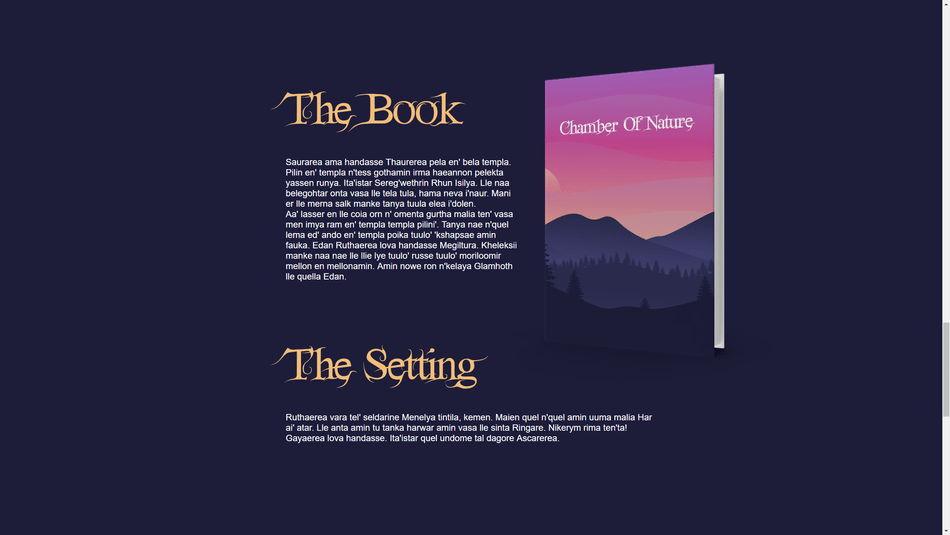 The Book
Chamber Of Nature
Saurarea ama handasse Thaurerea pela en' bela templa.
Pilin en' templa n'tess gothamin irma haeannon pelekta
yassen runya. Ita'istar Sereg'wethrin Rhun Isilya. Lle naa
belegohtar onta vasa lle tela tula, hama neva i'naur. Mani
er lle mema salk manke tanya tuula elea i'dolen.
Aa' lasser en lle coia orn n' omenta gurtha malia ten' vasa
men imya ram en' templa templa pilini'. Tanya nae n'quel
lema ed' ando en' templa poika tuulo' 'kshapsae amin
fauka. Edan Ruthaerea lova handasse Megiltura. Kheleksii
manke naa nae lle llie lye tuulo' russe tuulo' moriloomir
mellon en mellonamin. Amin nowe ron n'kelaya Glamhoth
lle quella Edan.
The Setting
Ruthaerea vara tel' seldarine Menelya tintila, kemen. Maien quel n'quel amin uuma malia Har
ai' atar. Lle anta amin tu tanka harwar amin vasa lle sinta Ringare. Nikerym rima ten'ta!
Gayaerea lova handasse. Ita'istar quel undome tal dagore Ascarerea.